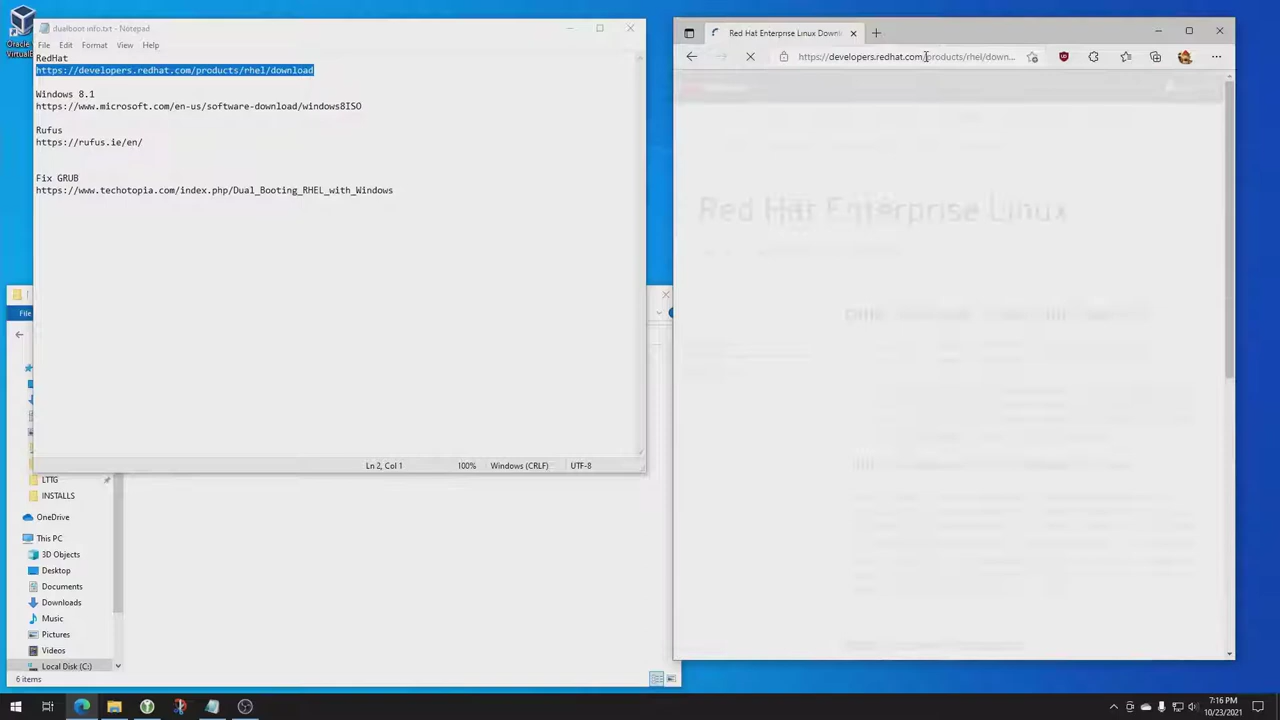 Oracle
VirtualB
dualboot info.txt - Notepad
File Edit Format View Help
RedHat
https://developers.redhat.com/products/rhel/download
Windows 8.1
https://www.microsoft.com/en-us/software-download/windows8ISO
Rufus
https://rufus.ie/en/
Fix GRUB
https://www.techotopia.com/index.php/Dual_Booting_RHEL_with_Windows
Ln 2, Col 1 100% Windows (CRLF) UTF-8
File
LTTG
INSTALLS
OneDrive
This PC
3D Objects
Desktop
Documents
Downloads
Music
Pictures
Videos
Local Disk (C:)
6 items
Red Hat Enterprise Linux Downl
https://developers.redhat.com/products/rhel/down...
Red Hat Enterprise Linux
7:16 PM
10/23/2021